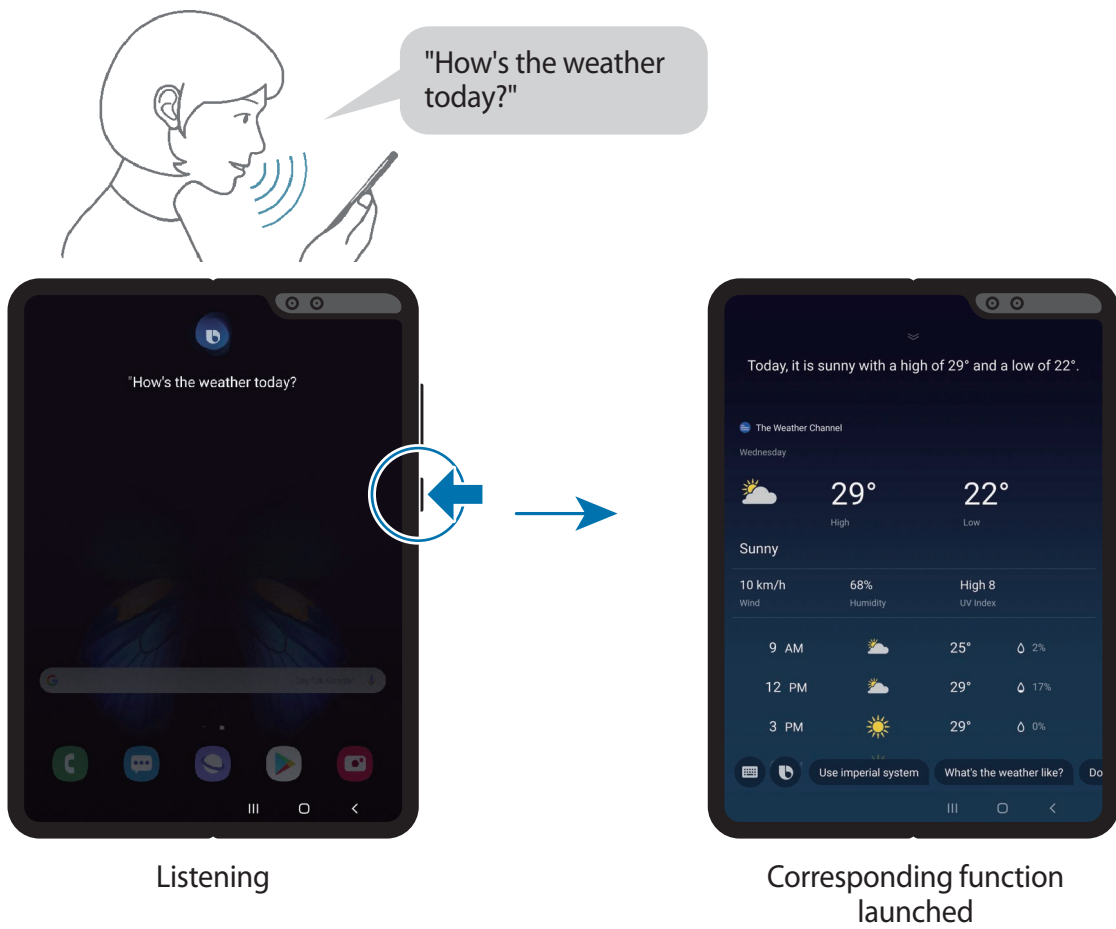 "How's the weather
today?"
"How's the weather today?
Listening
Today, it is sunny with a high of 29° and a low of 22°.
The Weather Channel
Wednesday
29° 22°
High Low
Sunny
10 km/h 68% High 8
Wind Humidity UV Index
9 AM 25° 2%
12 PM 29° 17%
3 PM 29° 0%
Use imperial system What's the weather like? Do
Corresponding function
launched